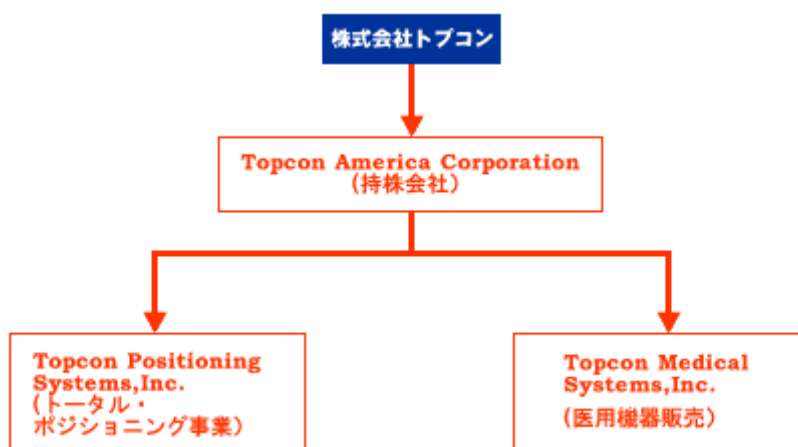 株式会社トプコン
Topcon America Corporation
(持株会社)
Topcon Positioning
Systems,Inc.
(トータル・
ポジショニング事業)
Topcon Medical
Systems,Inc.
(医用機器販売)